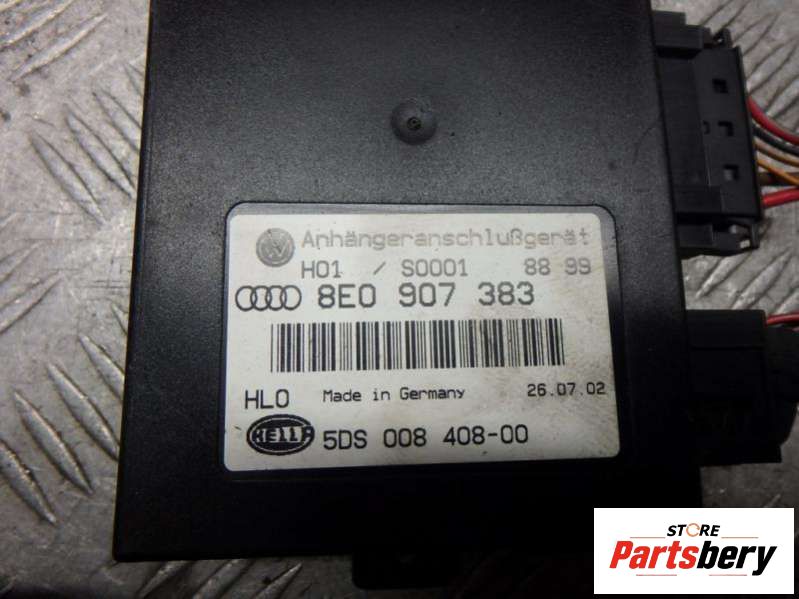 Anhängeranschlußgerät
H01 / S0001 88 99
8E0 907 383
HLO Made in Germany 26.07.02
HELLA 5DS 008 408-00
STORE
Partsbery